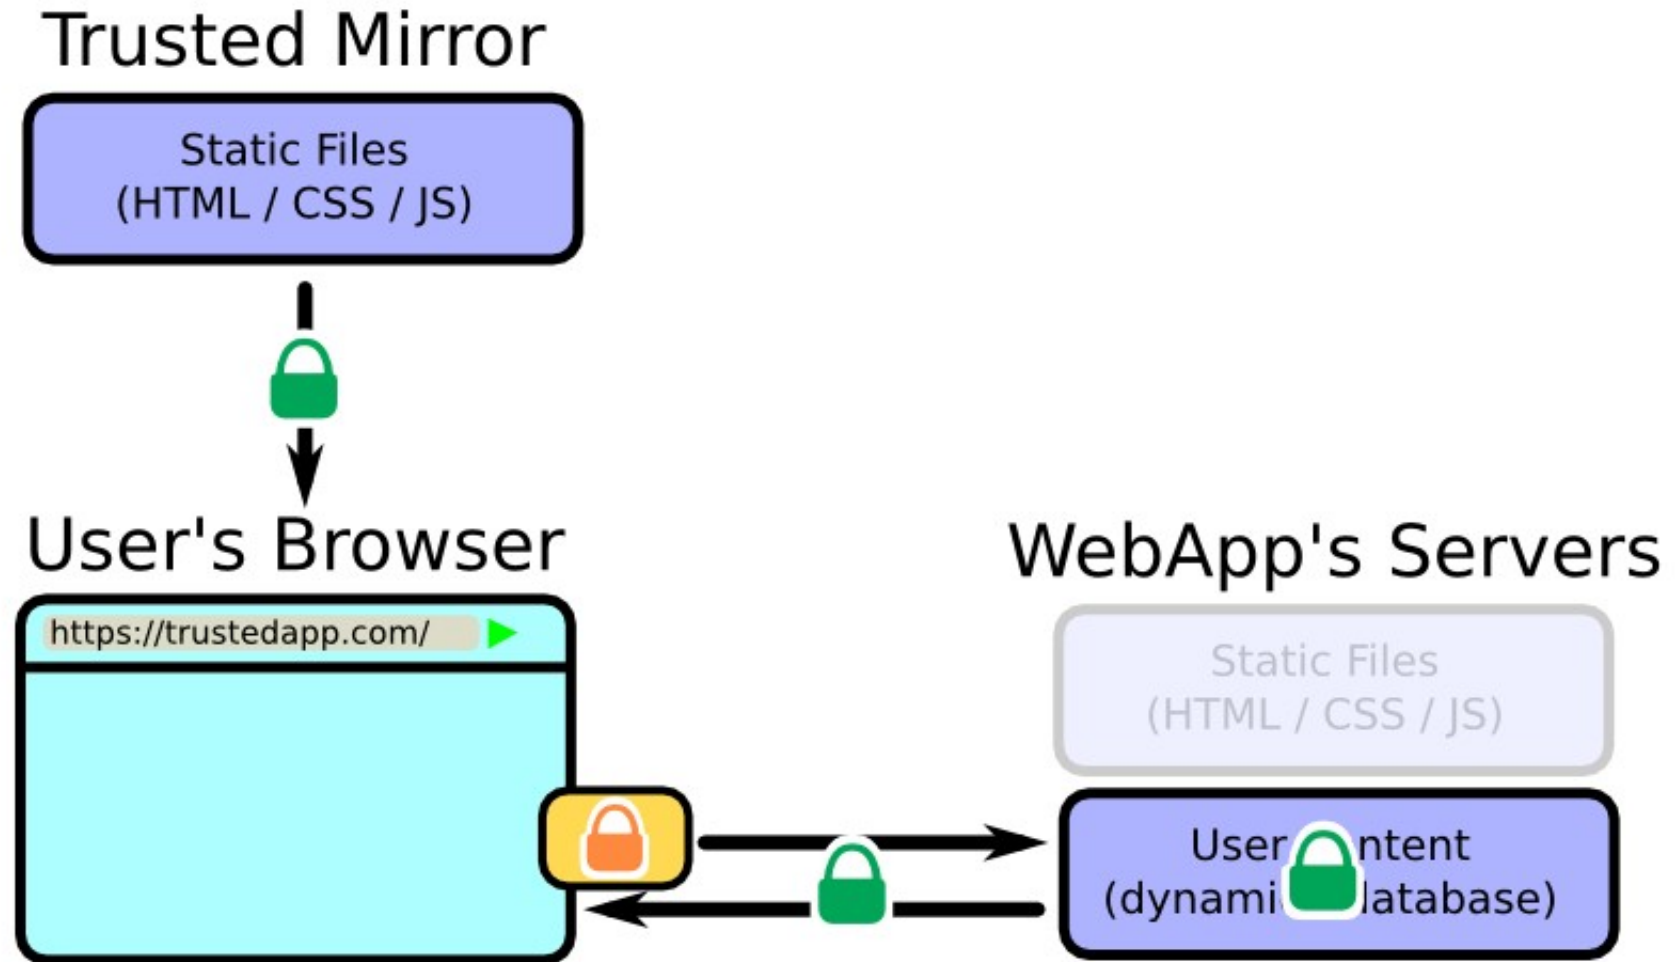 Trusted Mirror
Static Files
(HTML / CSS / JS)
User's Browser
https://trustedapp.com/
WebApp's Servers
Static Files
(HTML / CSS / JS)
User ntent
(dynami database)